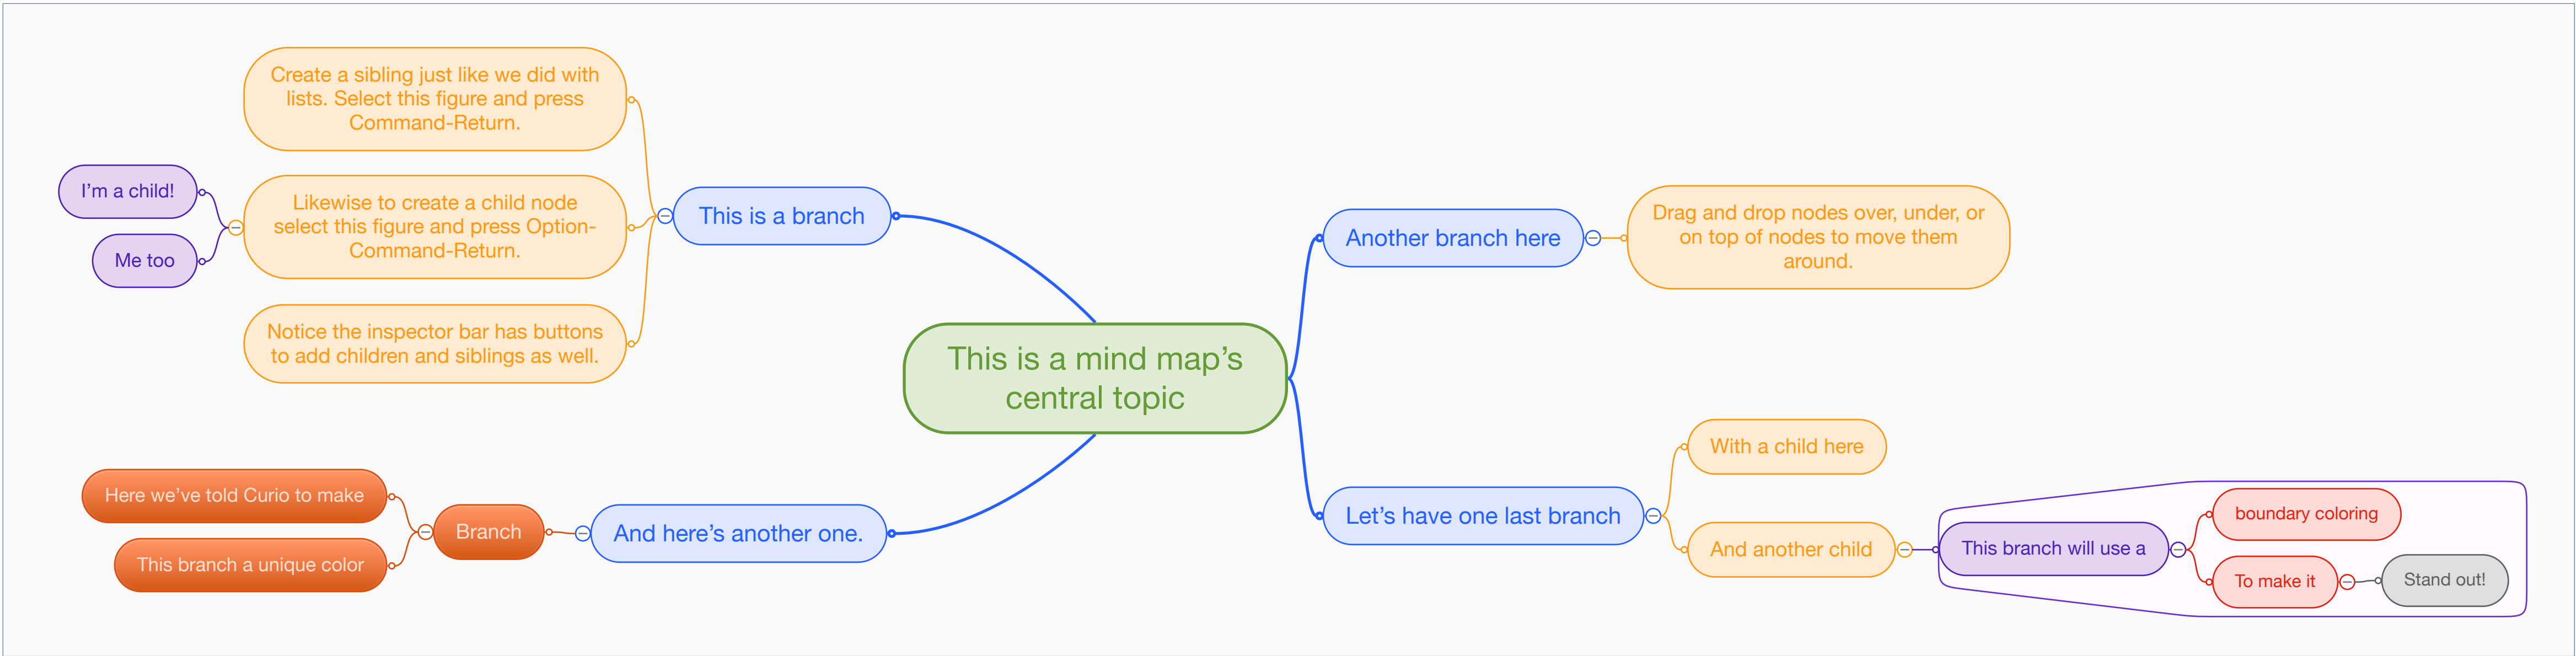 Create a sibling just like we did with
lists. Select this figure and press
Command-Return.
I’m a child!
Me too
Likewise to create a child node
select this figure and press Option-
Command-Return.
Notice the inspector bar has buttons
to add children and siblings as well.
This is a branch
Here we’ve told Curio to make
This branch a unique color
Branch
And here’s another one.
This is a mind map’s
central topic
Another branch here
Drag and drop nodes over, under, or
on top of nodes to move them
around.
Let’s have one last branch
With a child here
And another child
This branch will use a
boundary coloring
To make it
Stand out!